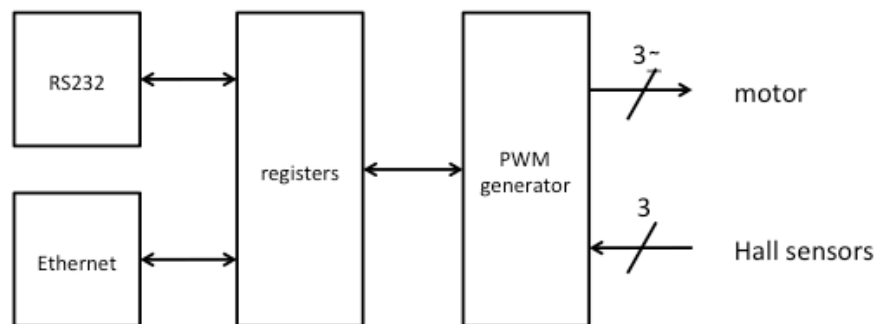 RS232
Ethernet
registers
PWM
generator
3~
motor
3
Hall sensors